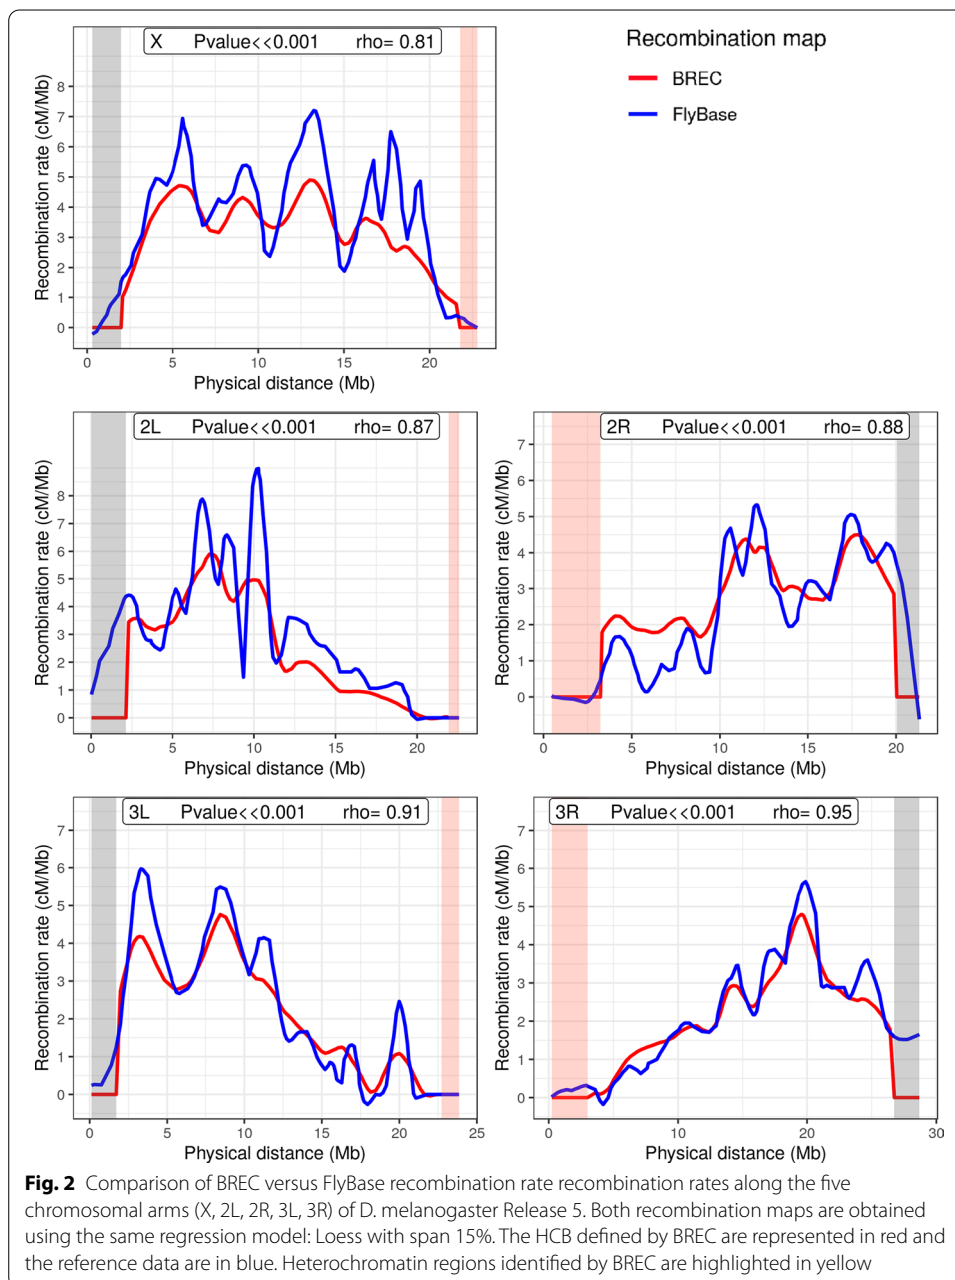 X Pvalue<<0.001 rho= 0.81
Recombination map
BREC
FlyBase
Recombination rate (cM/Mb)
8
7
6
5
4
3
2
1
0
0 5 10 15 20
Physical distance (Mb)
2L Pvalue<<0.001 rho= 0.87
Recombination rate (cM/Mb)
8
7
6
5
4
3
2
1
0
0 5 10 15 20
Physical distance (Mb)
2R Pvalue<<0.001 rho= 0.88
Recombination rate (cM/Mb)
7
6
5
4
3
2
1
0
0 5 10 15 20
Physical distance (Mb)
3L Pvalue<<0.001 rho= 0.91
Recombination rate (cM/Mb)
7
6
5
4
3
2
1
0
0 5 10 15 20 25
Physical distance (Mb)
3R Pvalue<<0.001 rho= 0.95
Recombination rate (cM/Mb)
7
6
5
4
3
2
1
0
0 10 20 30
Physical distance (Mb)
Fig. 2 Comparison of BREC versus FlyBase recombination rate recombination rates along the five
chromosomal arms (X, 2L, 2R, 3L, 3R) of D. melanogaster Release 5. Both recombination maps are obtained
using the same regression model: Loess with span 15%. The HCB defined by BREC are represented in red and
the reference data are in blue. Heterochromatin regions identified by BREC are highlighted in yellow